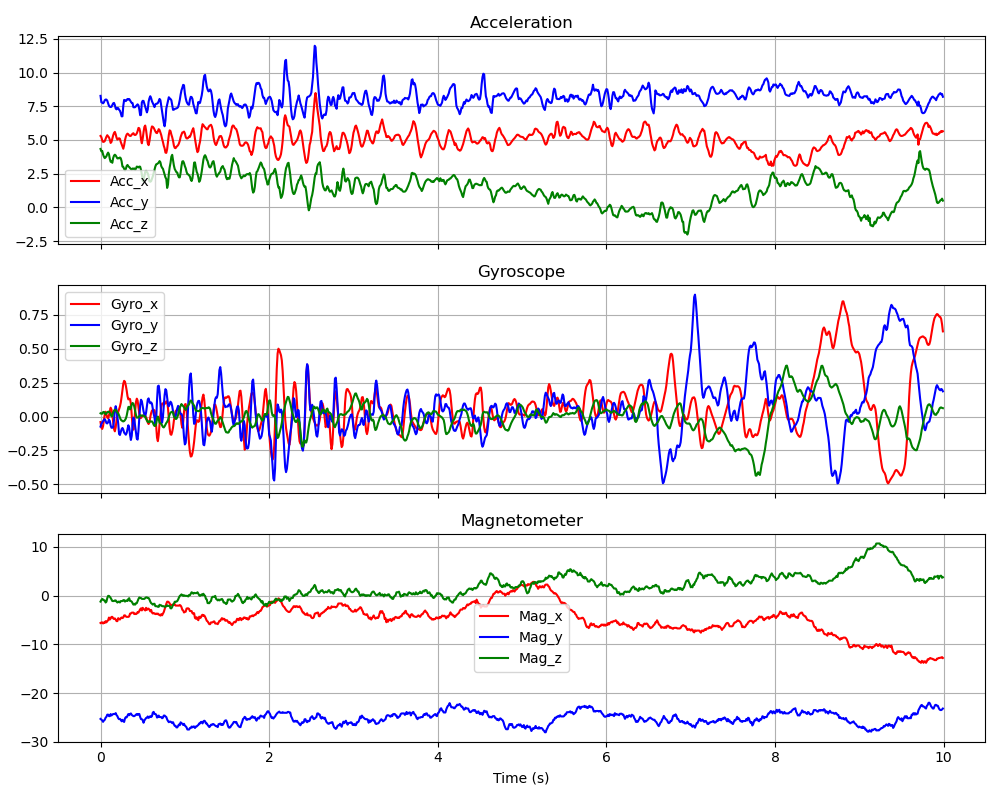 Acceleration
12.5
10.0
7.5
5.0
2.5
0.0
−2.5
Acc_x
Acc_y
Acc_z
Gyroscope
0.75
0.50
0.25
0.00
−0.25
−0.50
Gyro_x
Gyro_y
Gyro_z
Magnetometer
10
0
−10
−20
−30
Mag_x
Mag_y
Mag_z
0 2 4 6 8 10
Time (s)